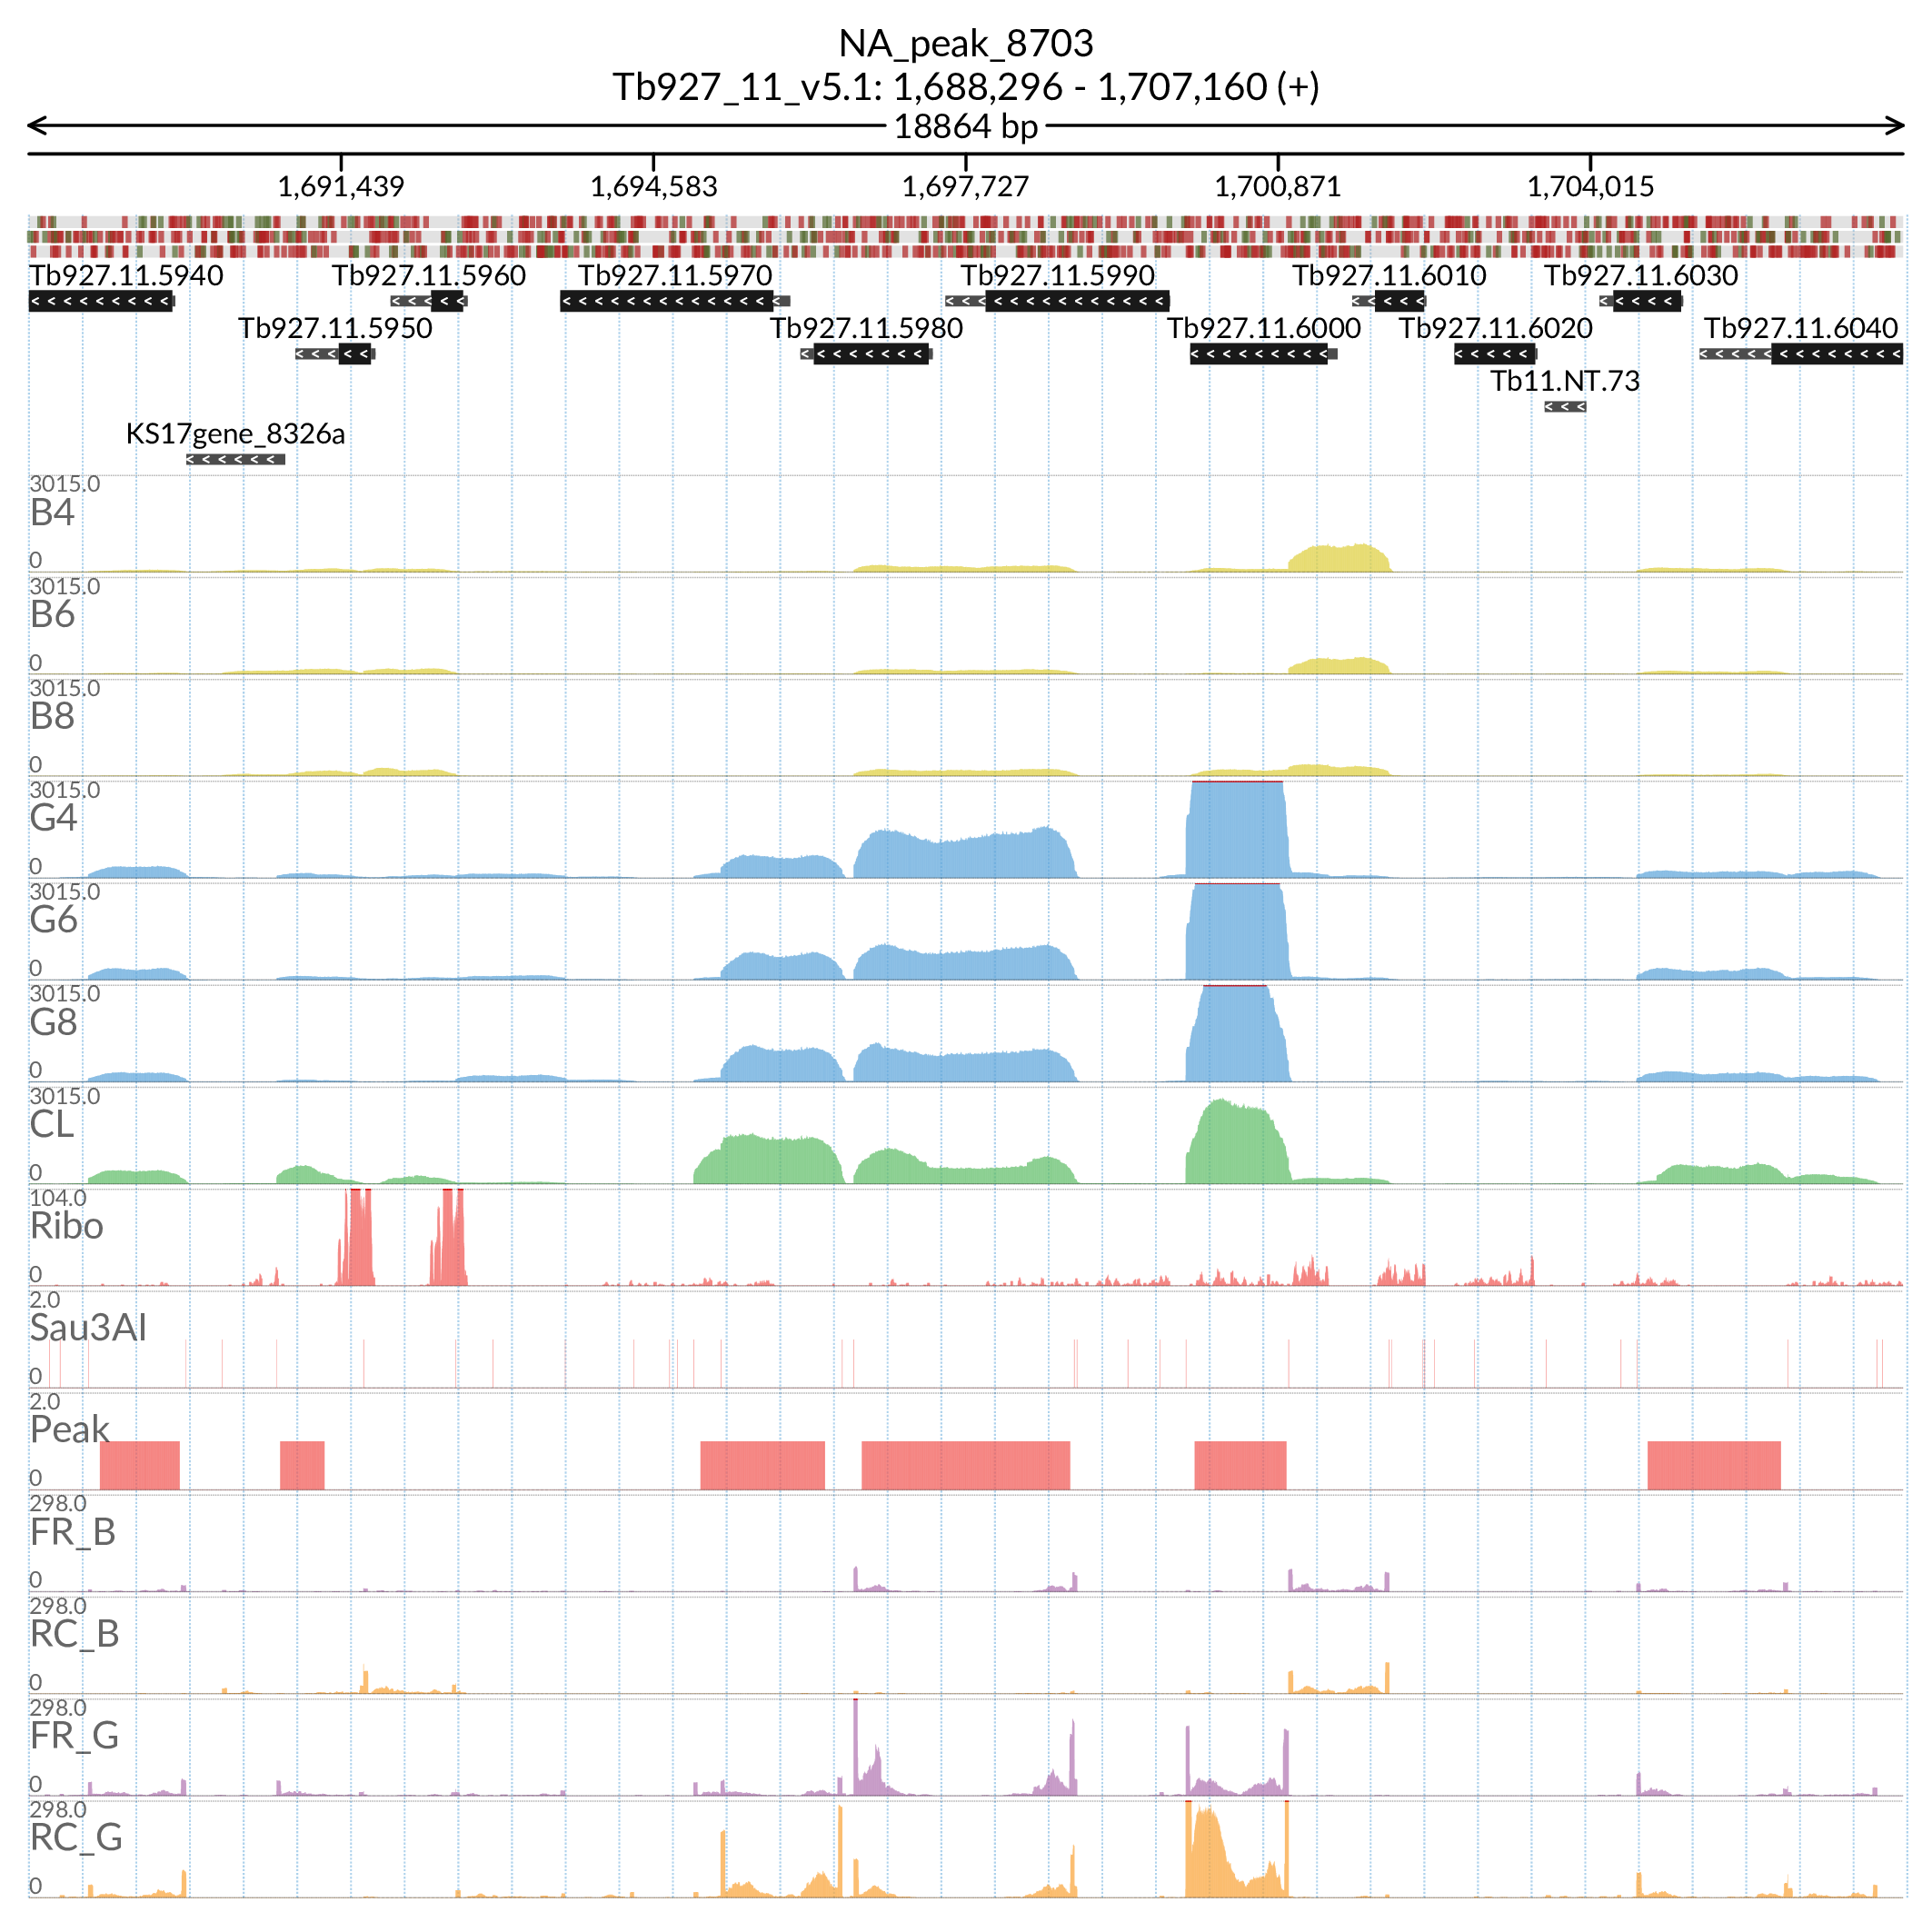 NA_peak_8703
Tb927_11_v5.1: 1,688,296 - 1,707,160 (+)
18864 bp
1,691,439 1,694,583 1,697,727 1,700,871 1,704,015
Tb927.11.5940 Tb927.11.5960 Tb927.11.5970 Tb927.11.5990 Tb927.11.6010 Tb927.11.6030
Tb927.11.5950 Tb927.11.5980 Tb927.11.6000 Tb927.11.6020 Tb927.11.6040
Tb11.NT.73
KS17gene_8326a
3015.0
B4
0
3015.0
B6
0
3015.0
B8
0
3015.0
G4
0
3015.0
G6
0
3015.0
G8
0
3015.0
CL
0
104.0
Ribo
0
2.0
Sau3AI
0
2.0
Peak
0
298.0
FR_B
0
298.0
RC_B
0
298.0
FR_G
0
298.0
RC_G
0